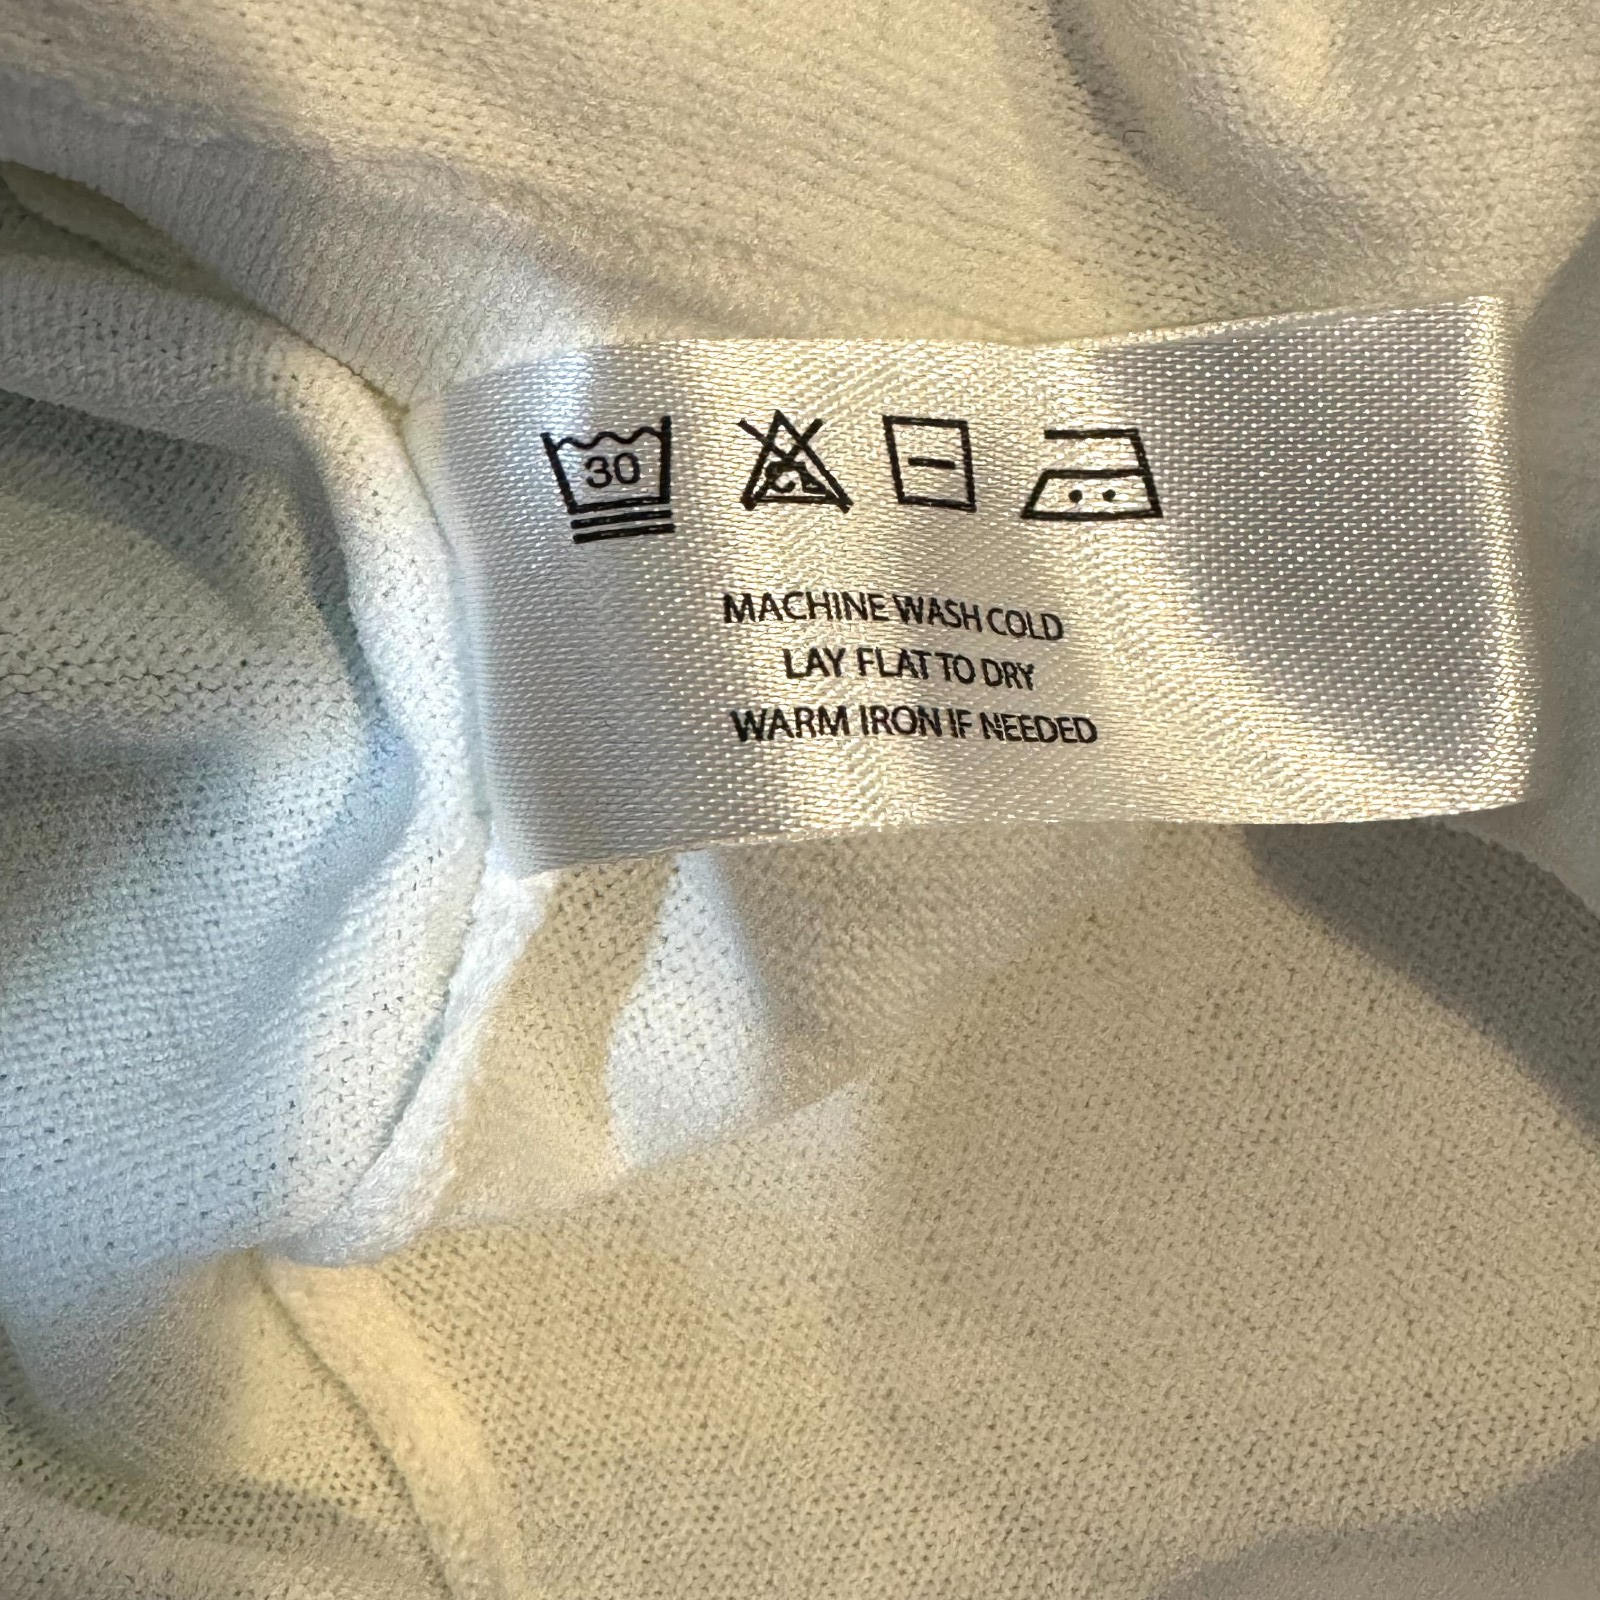 30 CL
MACHINE WASH COLD
LAY FLAT TO DRY
WARM IRON IF NEEDED